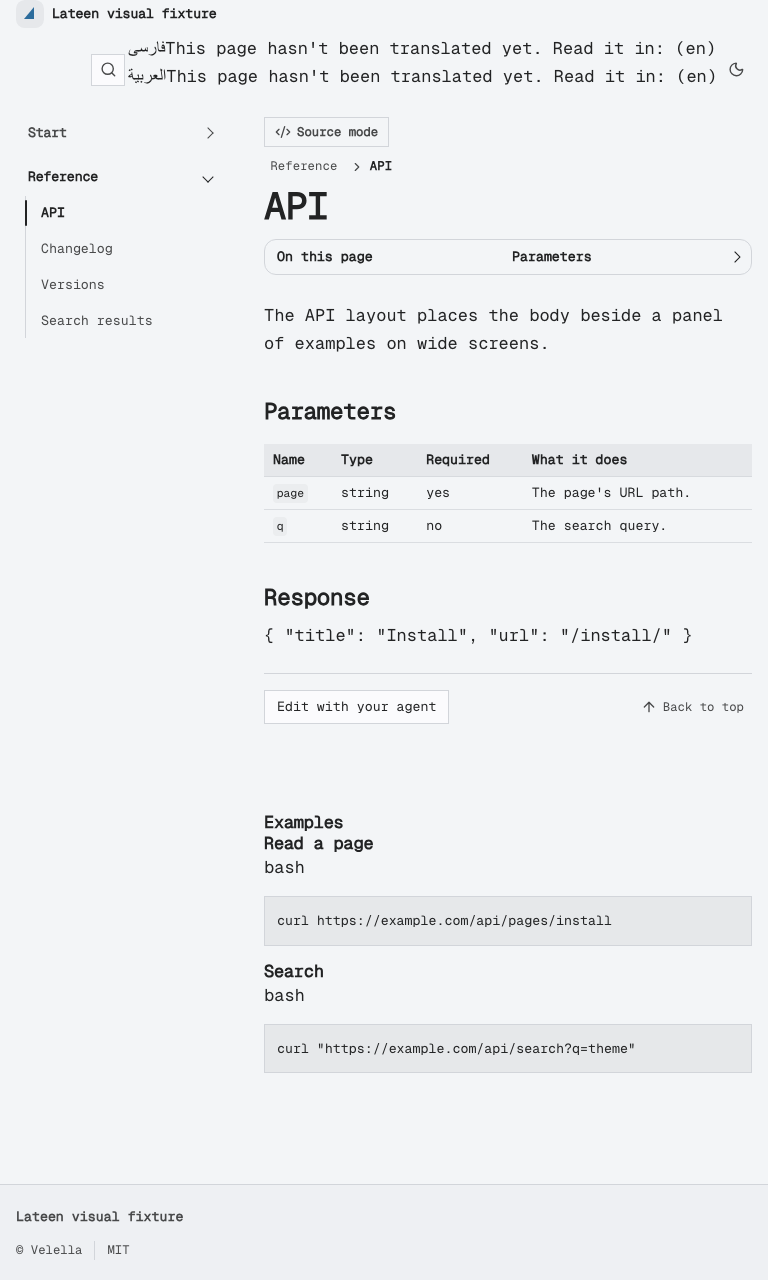 Lateen visual fixture
فارسیThis page hasn't been translated yet. Read it in: (en)
العربيةThis page hasn't been translated yet. Read it in: (en)
Start
Reference
API
Changelog
Versions
Search results
Source mode
Reference > API
API
On this page Parameters
The API layout places the body beside a panel
of examples on wide screens.
Parameters
Name Type Required What it does
page string yes The page's URL path.
q string no The search query.
Response
{ "title": "Install", "url": "/install/" }
Edit with your agent
Back to top
Examples
Read a page
bash
curl https://example.com/api/pages/install
Search
bash
curl "https://example.com/api/search?q=theme"
Lateen visual fixture
© Velella MIT